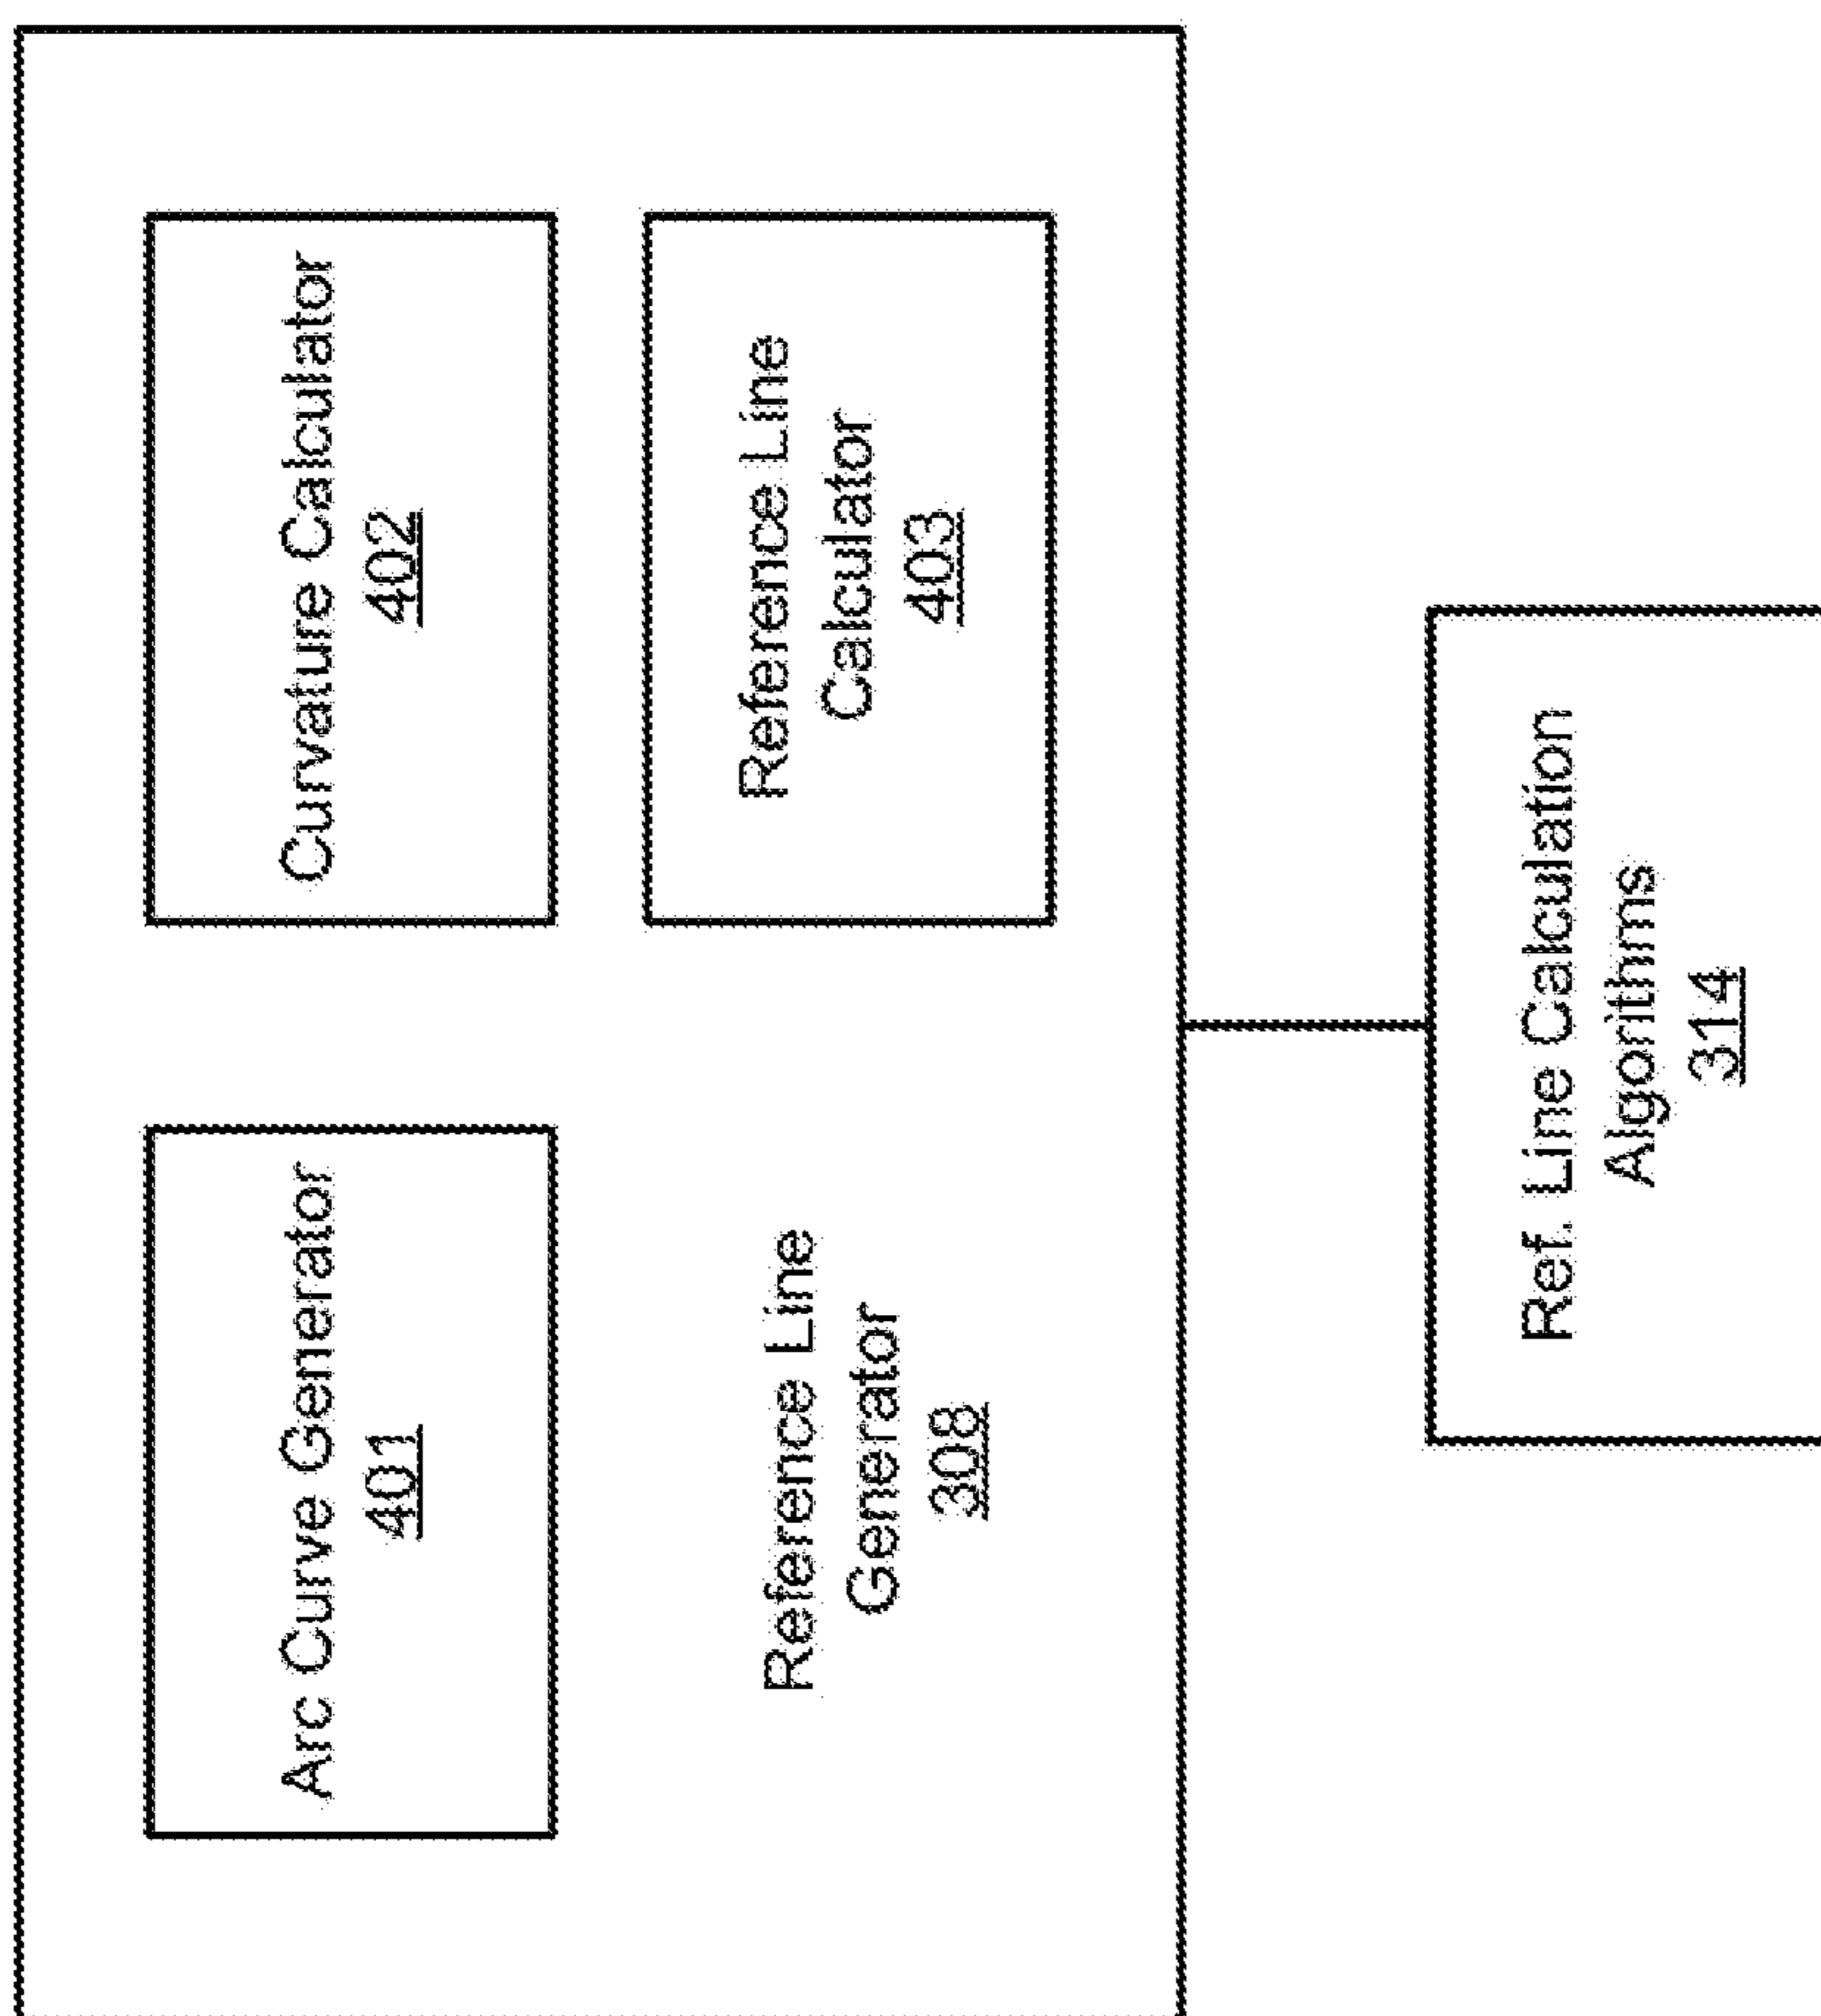 Arc Curve Generator
401
Curvature Calculator
402
Reference Line
Generator
308
Reference Line
Calculator
403
Ref. Line Calculation
Algorithms
314